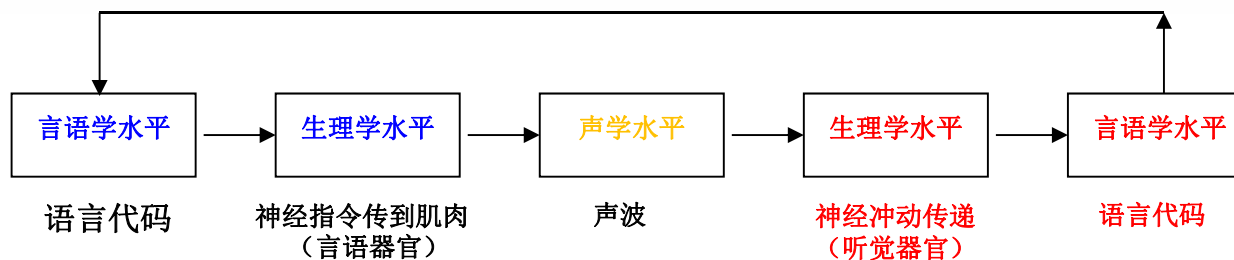 言语学水平
生理学水平
声学水平
生理学水平
言语学水平
语言代码
神经指令传到肌肉
（言语器官）
声波
神经冲动传递
（听觉器官）
语言代码